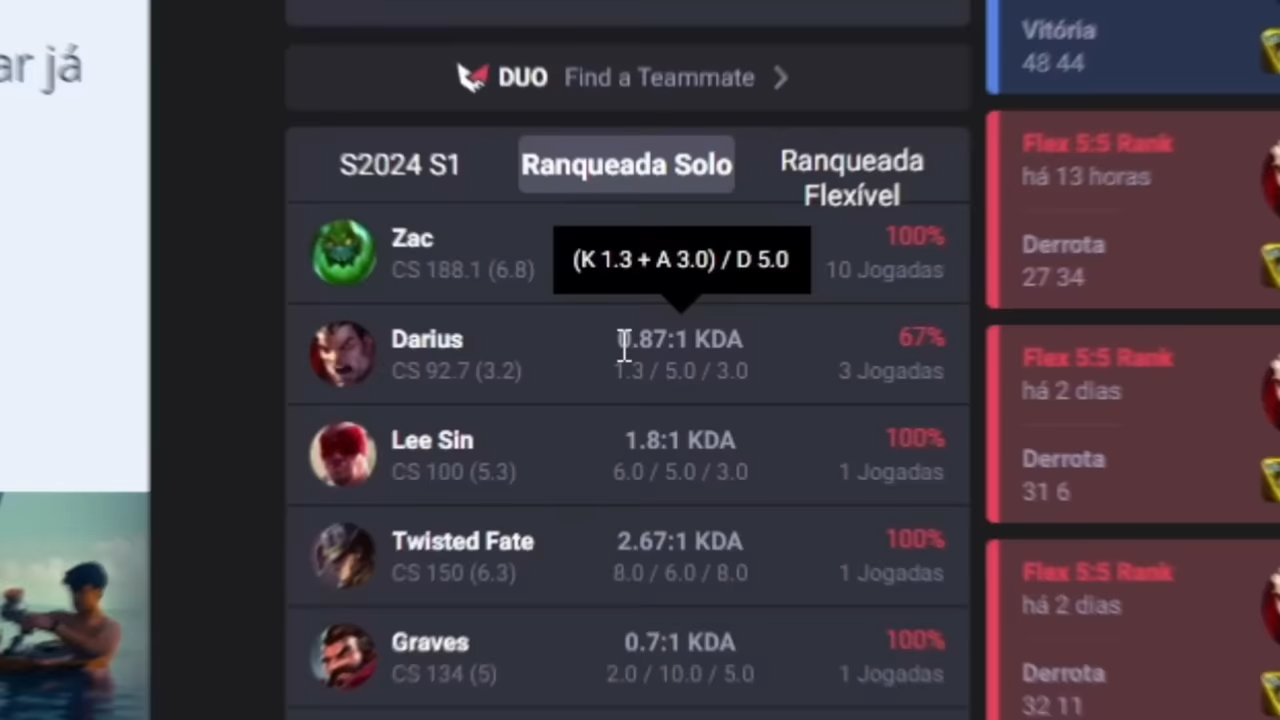 ar já
DUO Find a Teammate
S2024 S1
Ranqueada Solo
Ranqueada
Flexível
Zac
CS 188.1 (6.8)
(K 1.3 + A 3.0) / D 5.0
100%
10 Jogadas
Darius
CS 92.7 (3.2)
0.87:1 KDA
1.3 / 5.0 / 3.0
67%
3 Jogadas
Lee Sin
CS 100 (5.3)
1.8:1 KDA
6.0 / 5.0 / 3.0
100%
1 Jogadas
Twisted Fate
CS 150 (6.3)
2.67:1 KDA
8.0 / 6.0 / 8.0
100%
1 Jogadas
Graves
CS 134 (5)
0.7:1 KDA
2.0 / 10.0 / 5.0
100%
1 Jogadas
Vitória
48 44
Flex 5:5 Rank
há 13 horas
Derrota
27 34
Flex 5:5 Rank
há 2 dias
Derrota
31 6
Flex 5:5 Rank
há 2 dias
Derrota
32 11